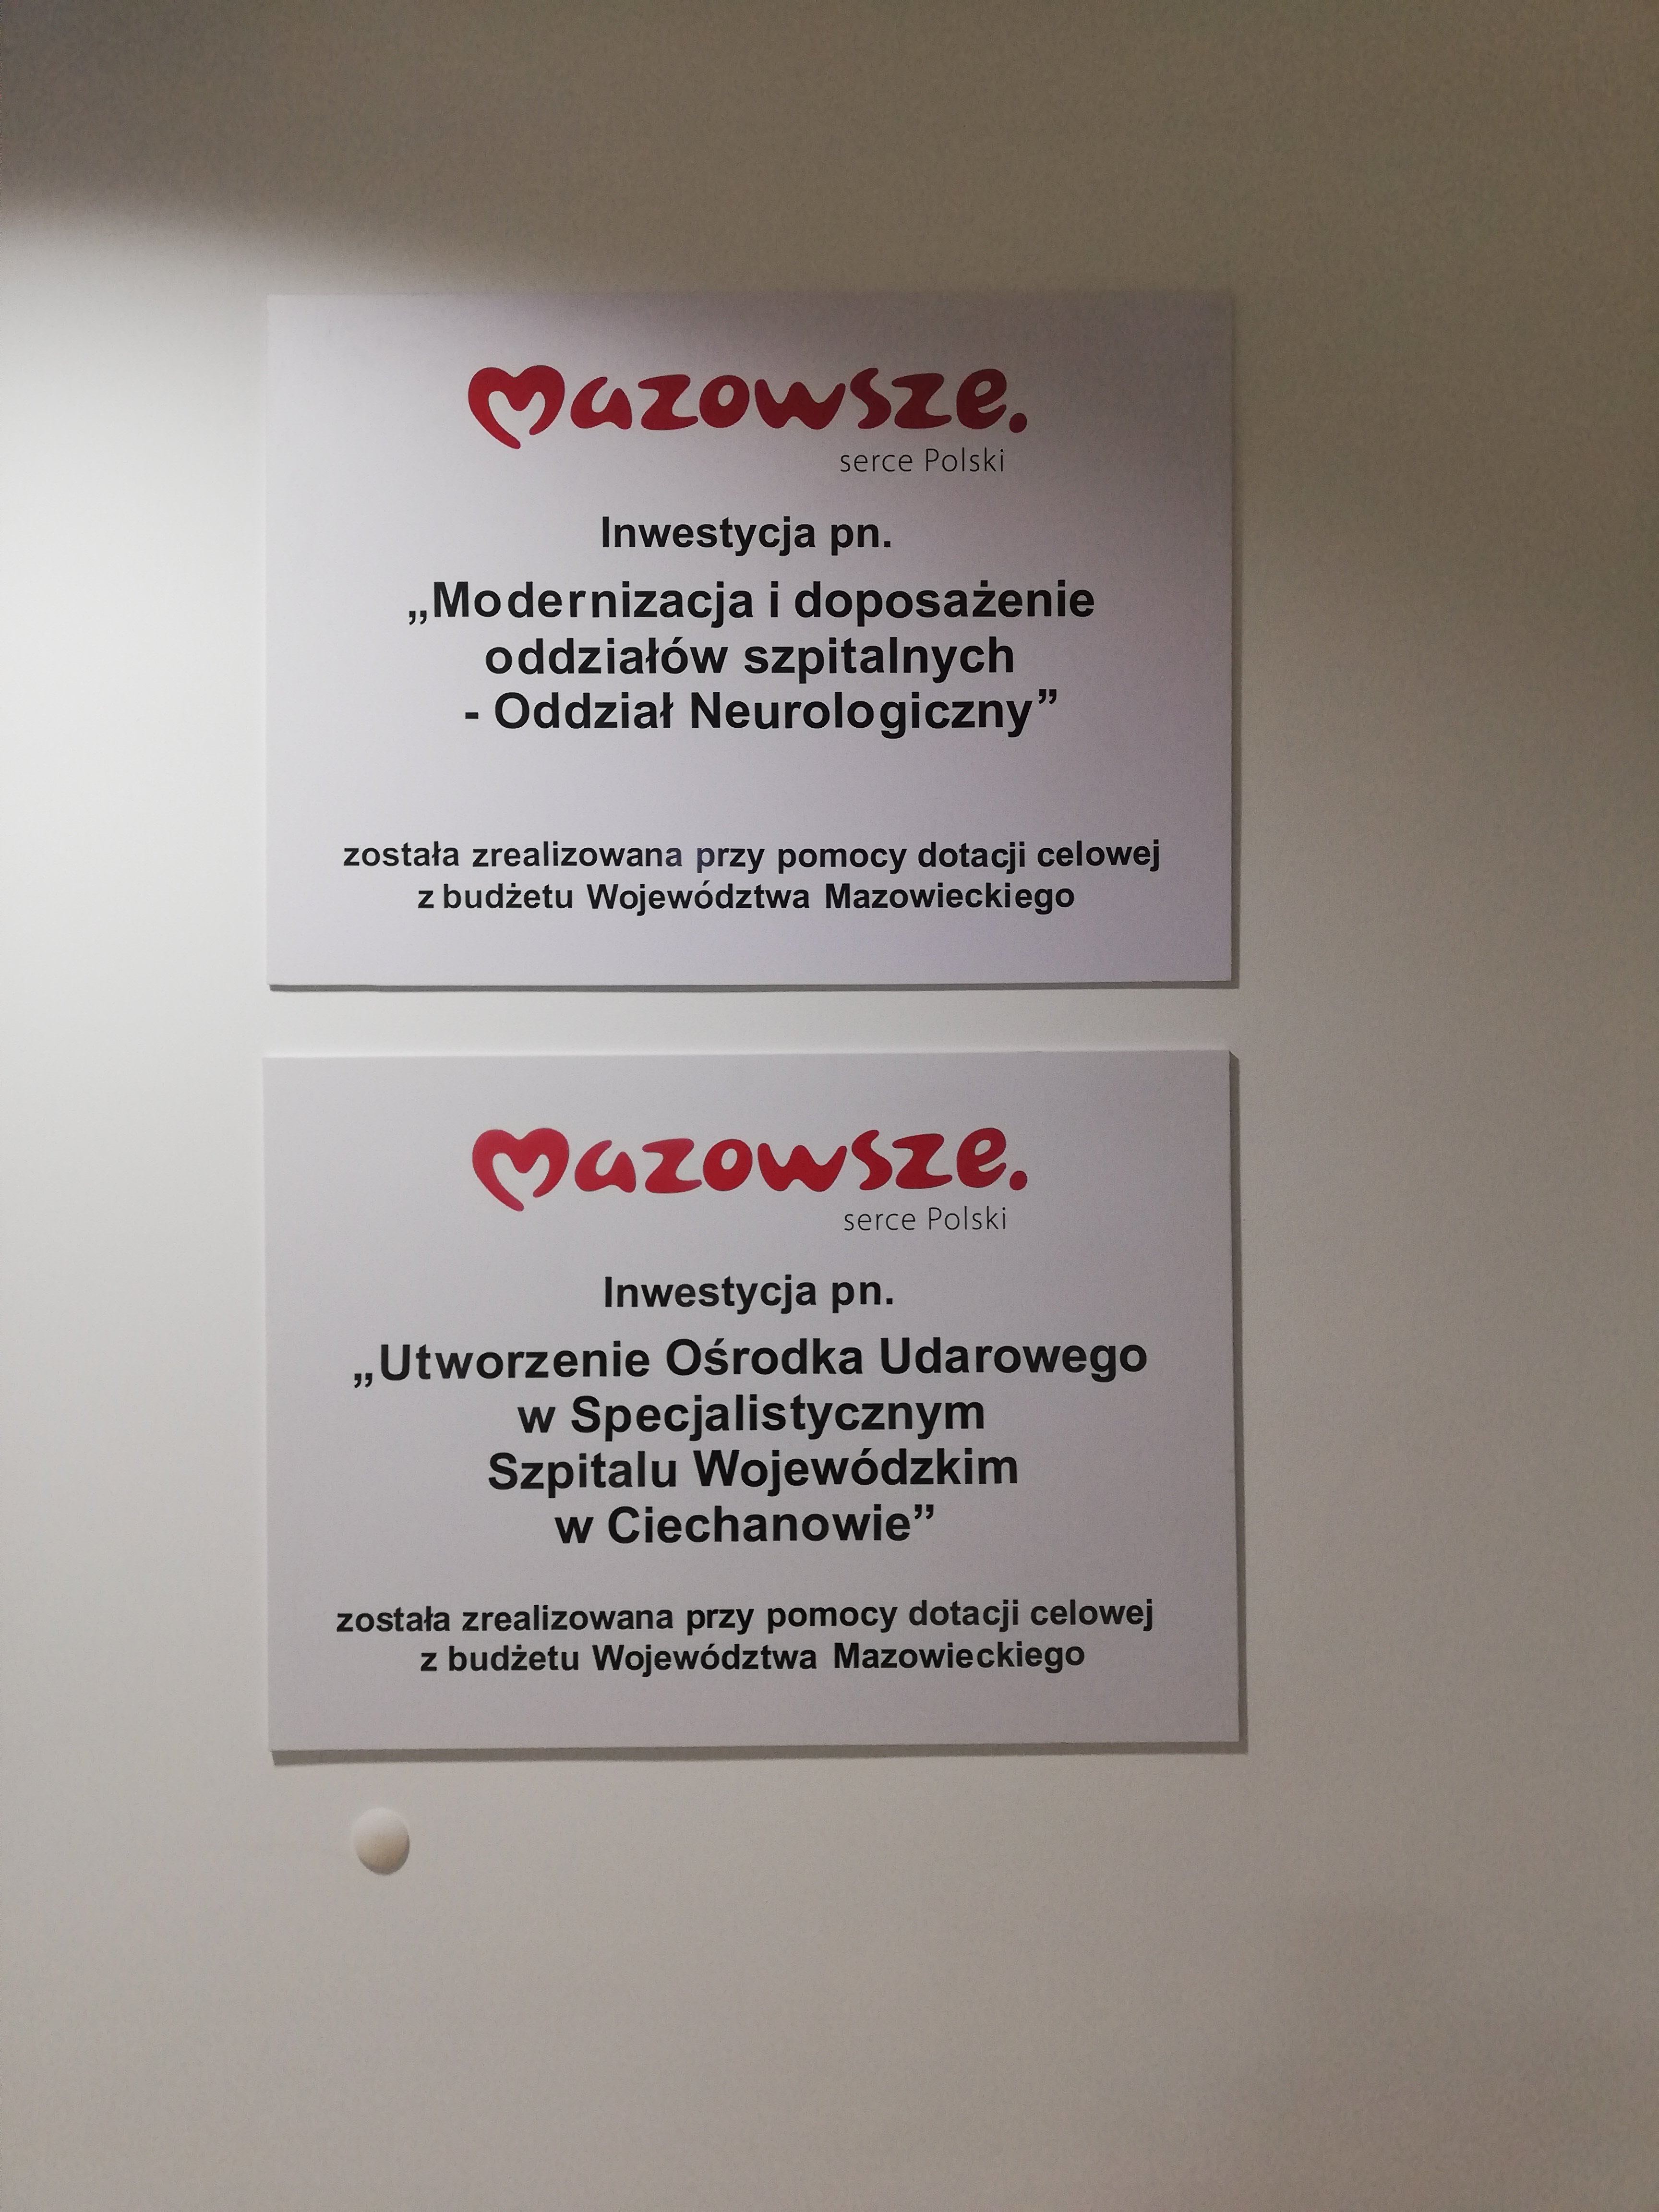 Mazowsze.
serce Polski
Inwestycja pn.
„Modernizacja i doposażenie
oddziałów szpitalnych
- Oddział Neurologiczny”
została zrealizowana przy pomocy dotacji celowej
z budżetu Województwa Mazowieckiego
Mazowsze.
serce Polski
Inwestycja pn.
„Utworzenie Ośrodka Udarowego
w Specjalistycznym
Szpitalu Wojewódzkim
w Ciechanowie”
została zrealizowana przy pomocy dotacji celowej
z budżetu Województwa Mazowieckiego